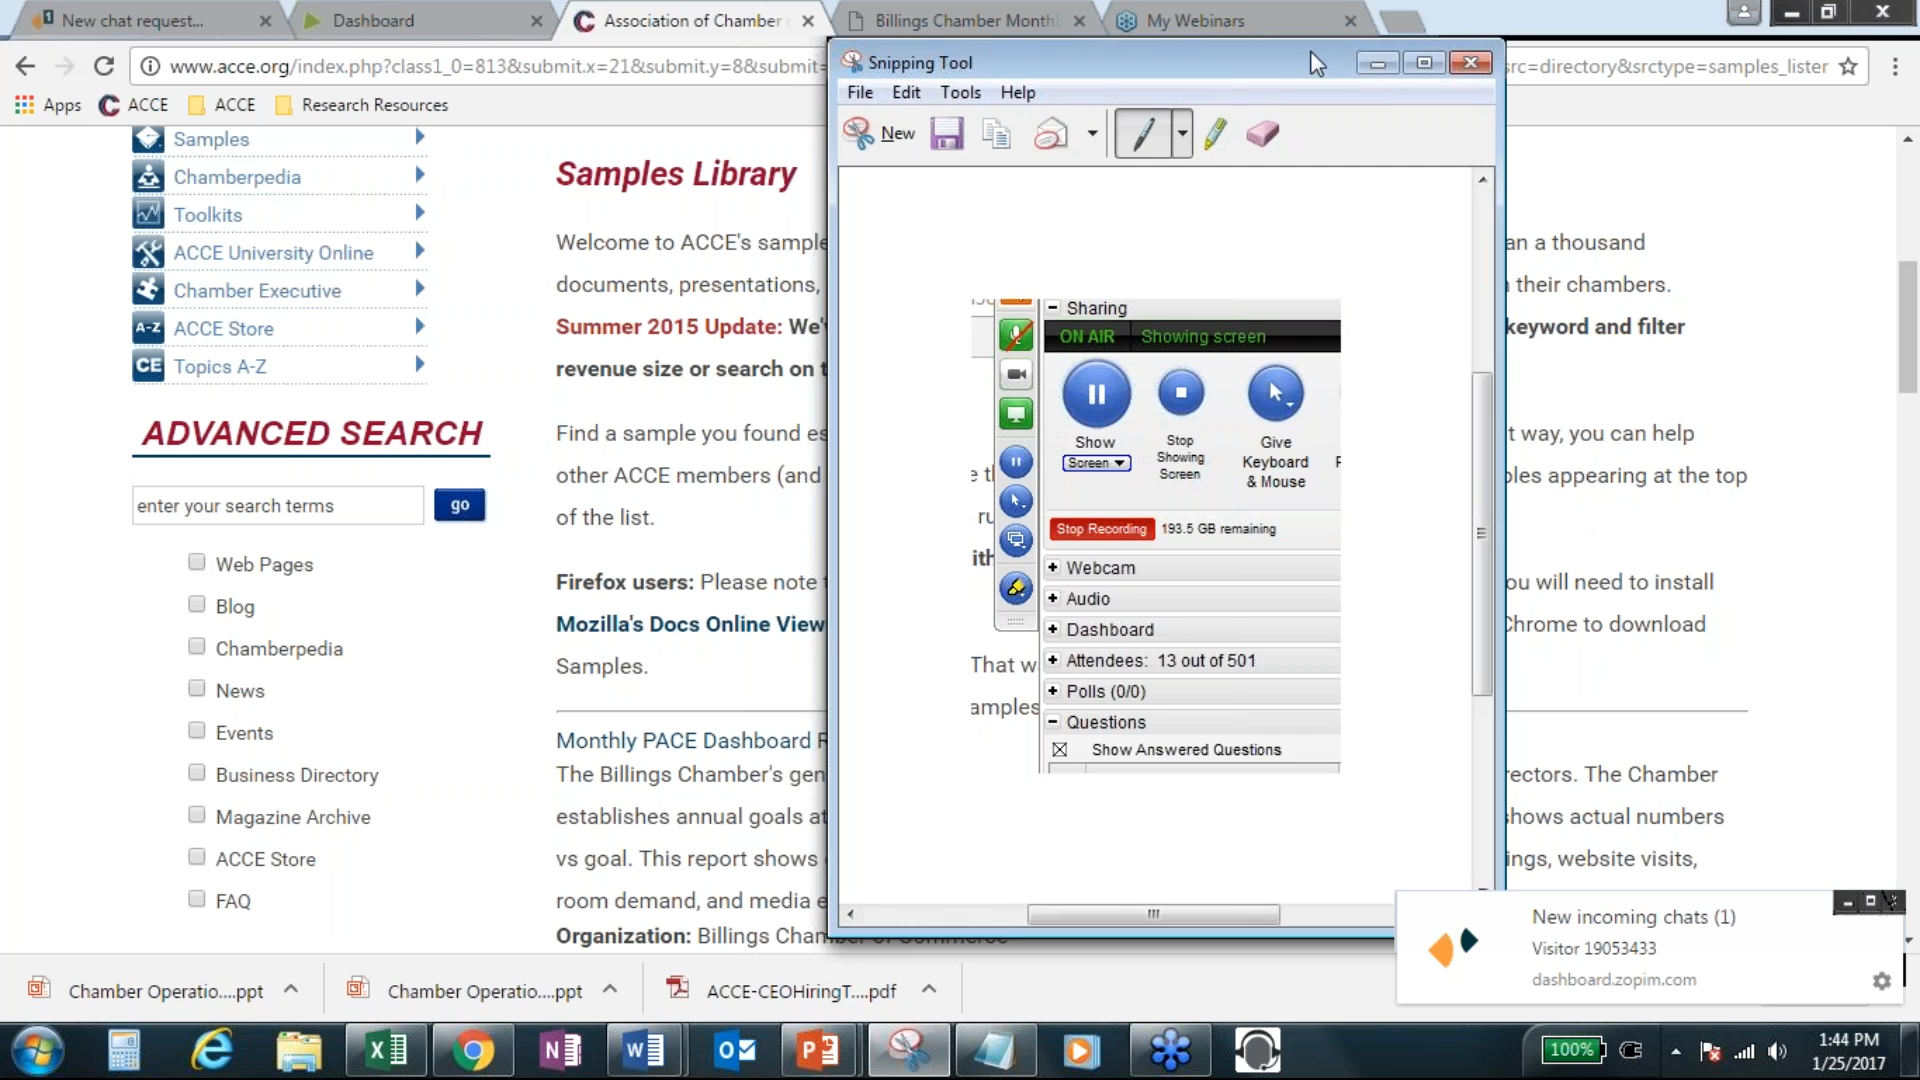 New chat request...
Dashboard
Association of Chamber
Billings Chamber Month
My Webinars
www.acce.org/index.php?class1_0=813&submit.x=21&submit.y=8&submit=
src=directory&srctype=samples_lister
Apps
ACCE
ACCE
Research Resources
Samples
Chamberpedia
Toolkits
ACCE University Online
Chamber Executive
A-Z ACCE Store
CE Topics A-Z
ADVANCED SEARCH
enter your search terms
go
Web Pages
Blog
Chamberpedia
News
Events
Business Directory
Magazine Archive
ACCE Store
FAQ
Samples Library
Welcome to ACCE's sample
an a thousand
documents, presentations,
their chambers.
Summer 2015 Update: We'
keyword and filter
revenue size or search on t
Find a sample you found es
t way, you can help
other ACCE members (and
ples appearing at the top
of the list.
Firefox users: Please note
ou will need to install
Mozilla's Docs Online View
Chrome to download
Samples.
Monthly PACE Dashboard R
The Billings Chamber's gen
rectors. The Chamber
establishes annual goals at
shows actual numbers
vs goal. This report shows
ings, website visits,
room demand, and media e
Organization: Billings Cham
Snipping Tool
File Edit Tools Help
New
Sharing
ON AIR Showing screen
Show
Screen
Stop
Showing
Screen
Give
Keyboard
& Mouse
Stop Recording 193.5 GB remaining
Webcam
Audio
Dashboard
Attendees: 13 out of 501
Polls (0/0)
Questions
Show Answered Questions
e th
ru
ith
That w
amples
New incoming chats (1)
Visitor 19053433
dashboard.zopim.com
Chamber Operatio....ppt
Chamber Operatio....ppt
ACCE-CEOHiringT....pdf
100%
1:44 PM
1/25/2017